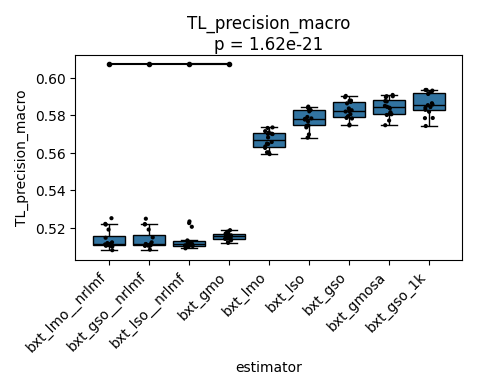 TL_precision_macro
p = 1.62e-21
TL_precision_macro
0.60
0.58
0.56
0.54
0.52
bxt_lmo__nrlmf
bxt_gso__nrlmf
bxt_lso__nrlmf
bxt_gmo
bxt_lmo
bxt_lso
bxt_gso
bxt_gmosa
bxt_gso_1k
estimator